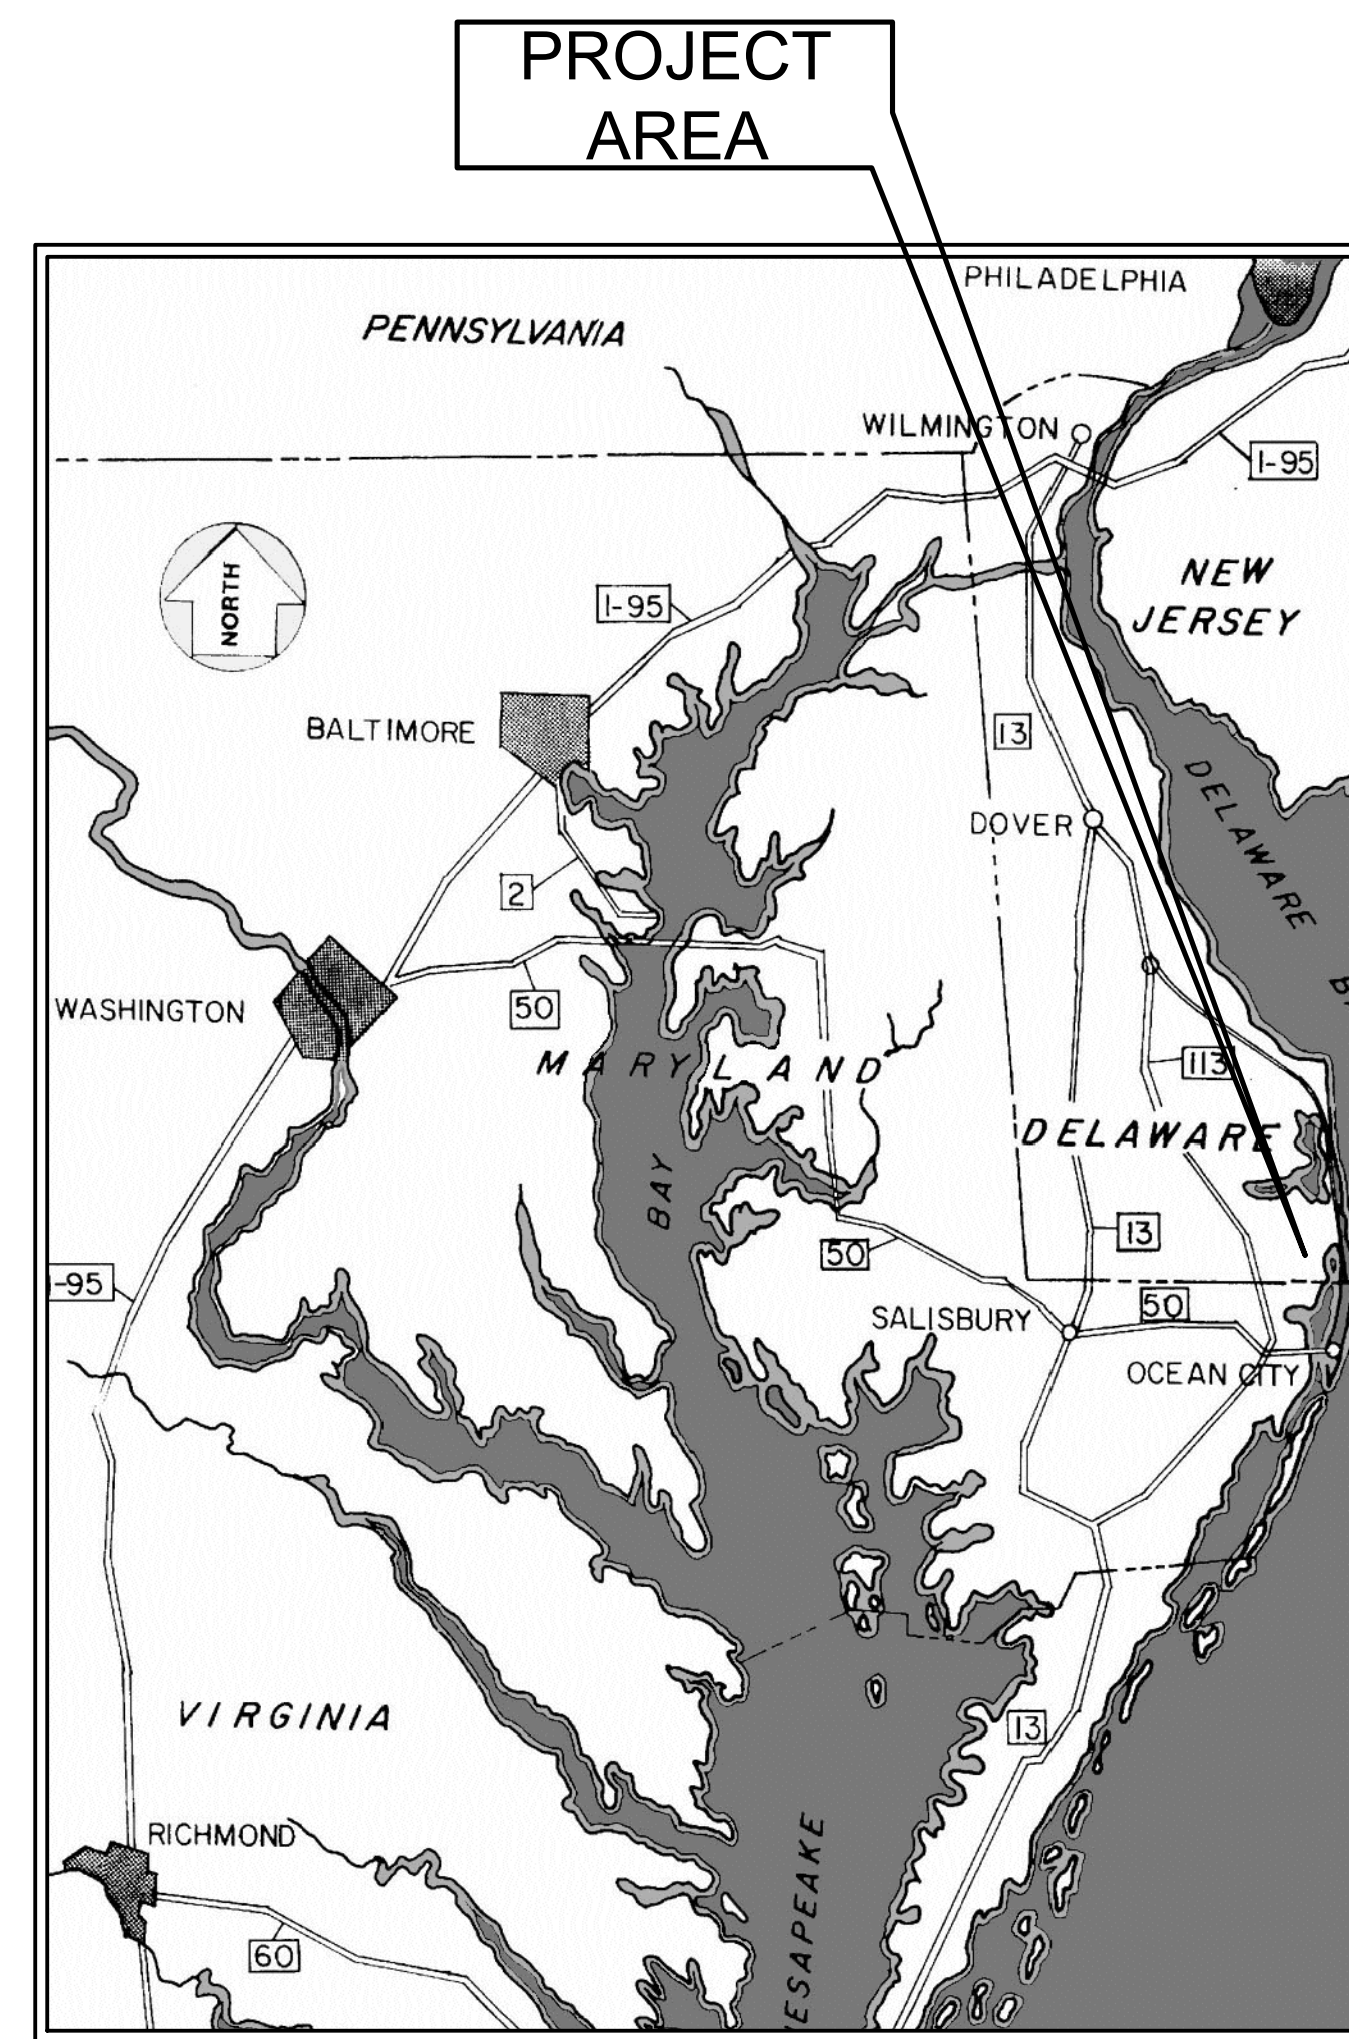 PROJECT
AREA
PHILADELPHIA
PENNSYLVANIA
WILMINGTON
I-95
NORTH
NEW
JERSEY
I-95
BALTIMORE
13
DELAWARE
DOVER
2
WASHINGTON
50
MARYLAND
113
DELAWARE
BAY
13
50
-95
50
SALISBURY
OCEAN CITY
VIRGINIA
13
RICHMOND
ESAPEAKE
60